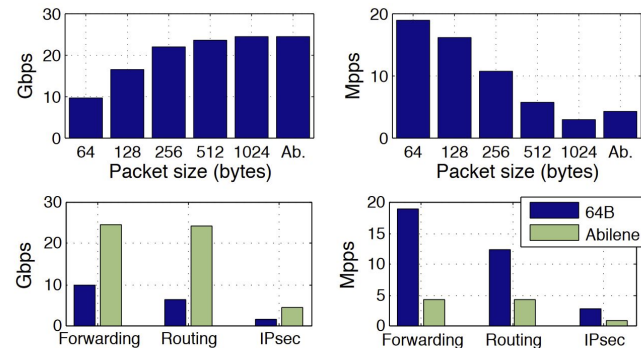 Gbps
30
20
10
0
64 128 256 512 1024 Ab.
Packet size (bytes)
Mpps
20
10
0
64 128 256 512 1024 Ab.
Packet size (bytes)
Gbps
30
20
10
0
Forwarding Routing IPsec
Mpps
20
15
10
5
0
Forwarding Routing IPsec
64B
Abilene